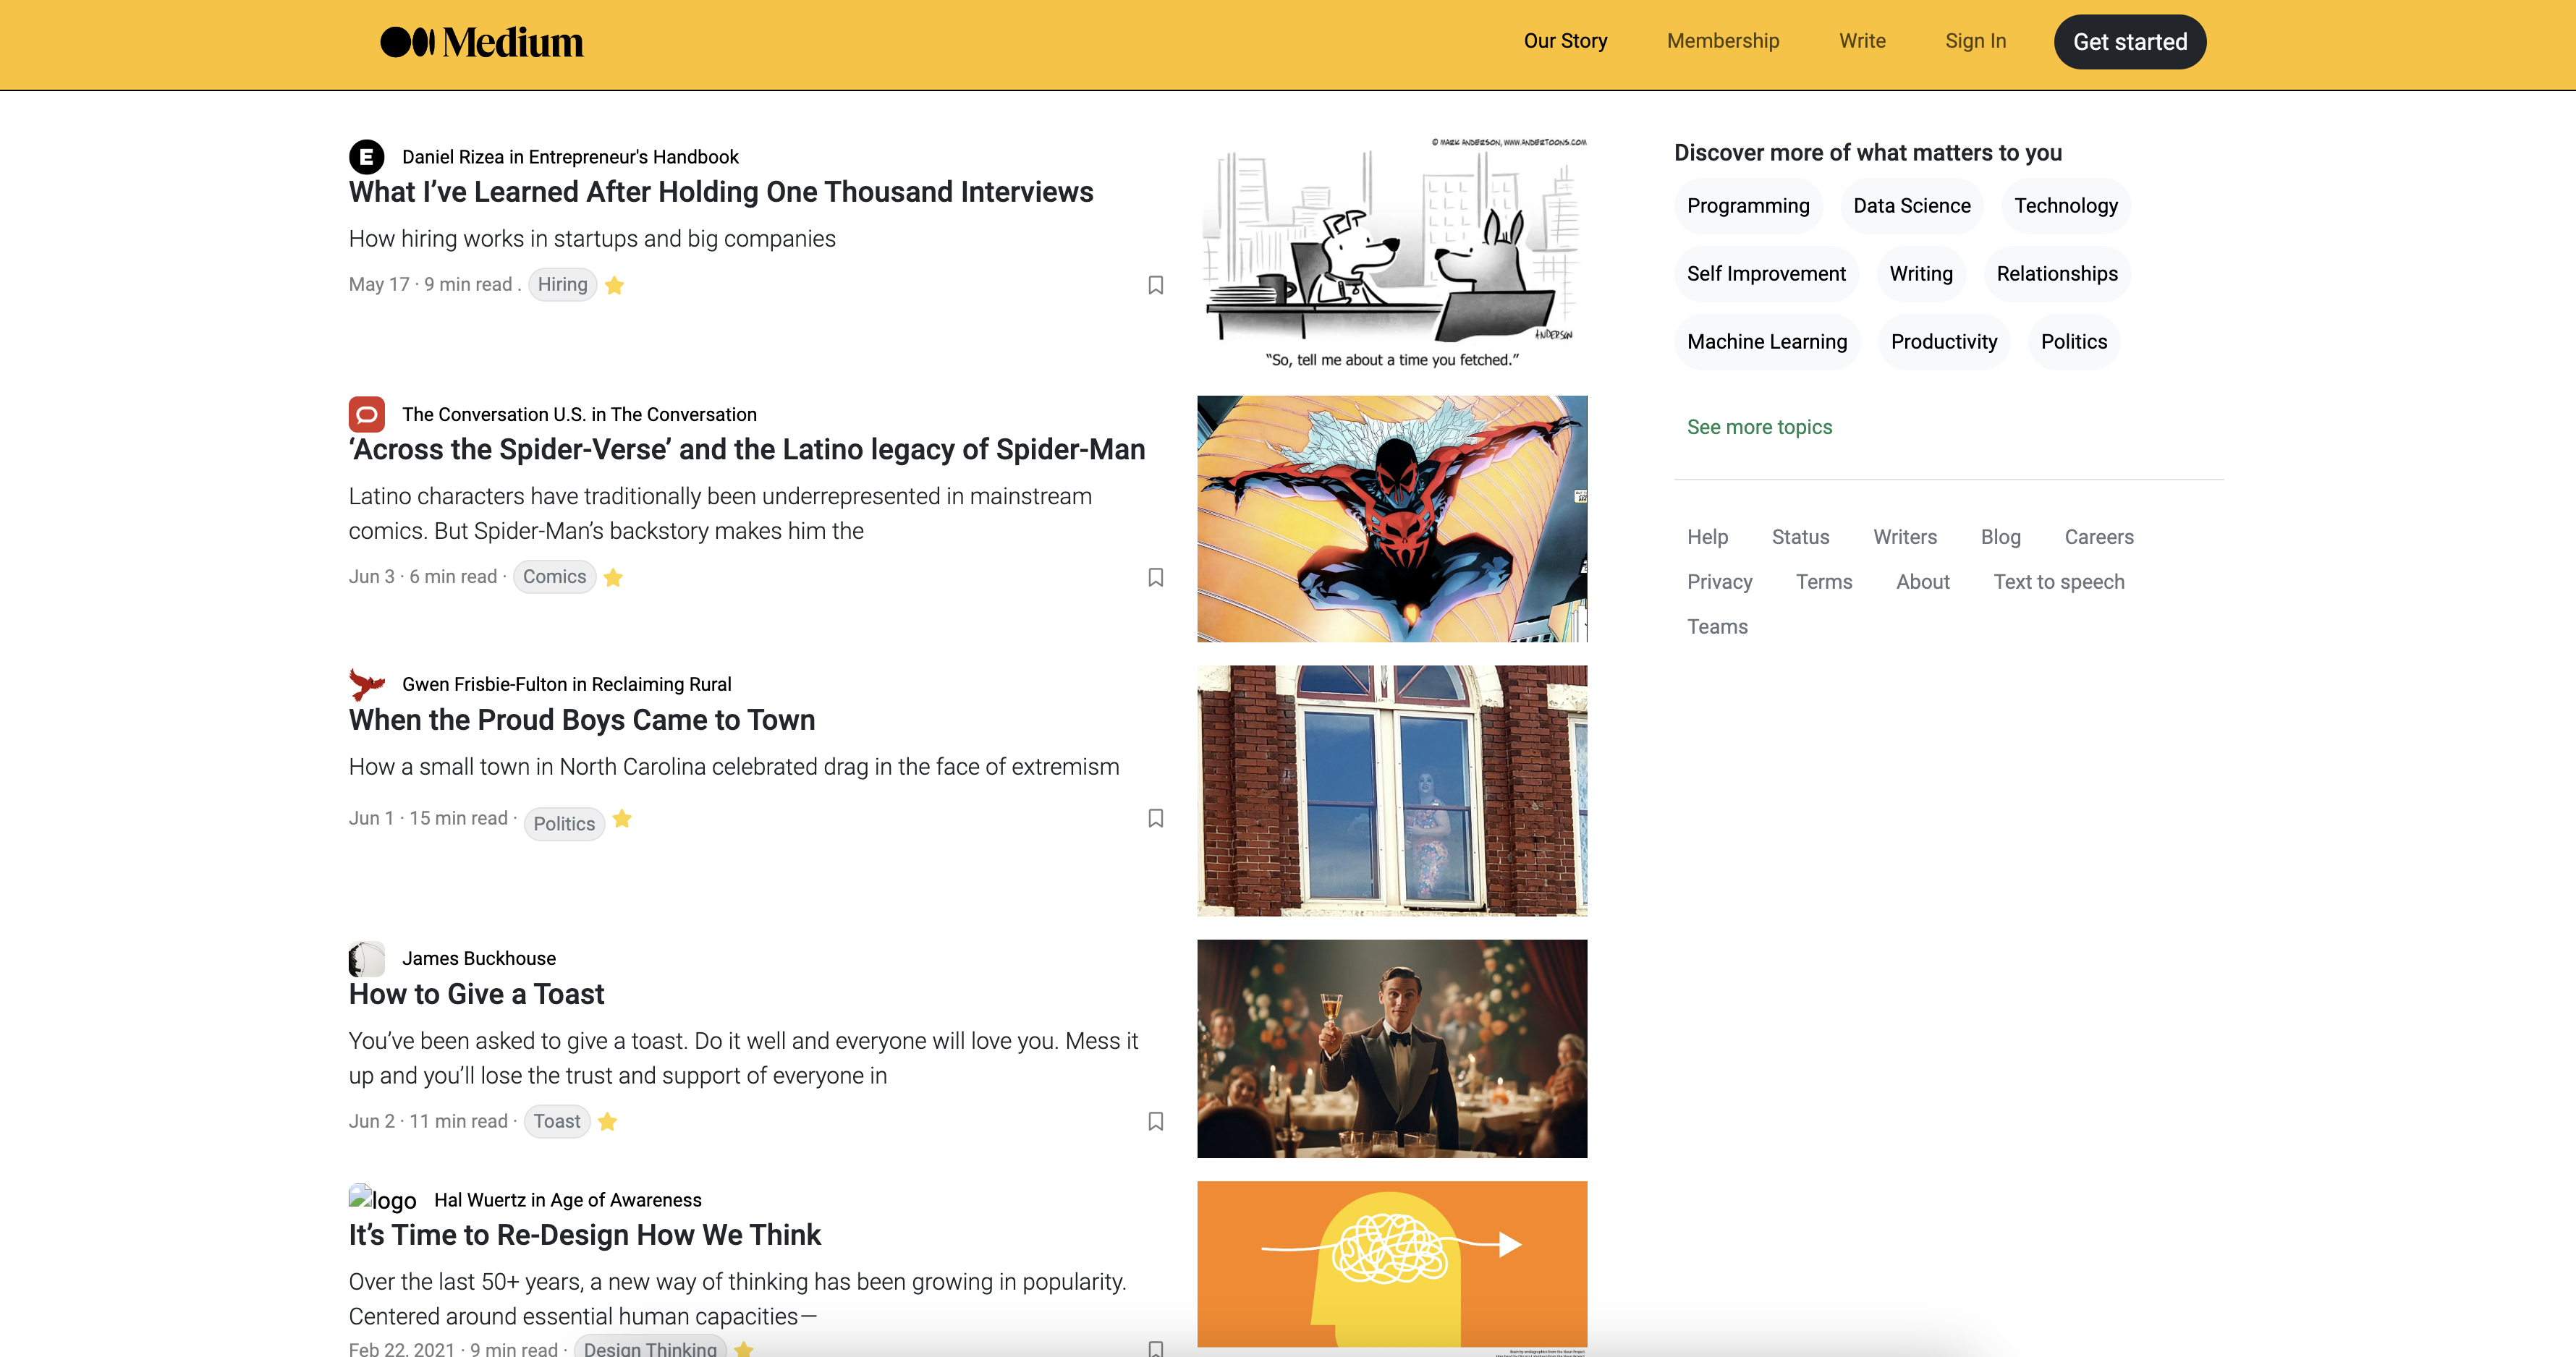 Medium
Our Story
Membership
Write
Sign In
Get started
E
Daniel Rizea in Entrepreneur's Handbook
What I’ve Learned After Holding One Thousand Interviews
How hiring works in startups and big companies
May 17 · 9 min read . Hiring
© MARK ANDERSON, WWW.ANDERTOONS.COM
ANDERSON
“So, tell me about a time you fetched.”
The Conversation U.S. in The Conversation
‘Across the Spider-Verse’ and the Latino legacy of Spider-Man
Latino characters have traditionally been underrepresented in mainstream
comics. But Spider-Man’s backstory makes him the
Jun 3 · 6 min read · Comics
Gwen Frisbie-Fulton in Reclaiming Rural
When the Proud Boys Came to Town
How a small town in North Carolina celebrated drag in the face of extremism
Jun 1 · 15 min read · Politics
James Buckhouse
How to Give a Toast
You’ve been asked to give a toast. Do it well and everyone will love you. Mess it
up and you’ll lose the trust and support of everyone in
Jun 2 · 11 min read · Toast
logo Hal Wuertz in Age of Awareness
It’s Time to Re-Design How We Think
Over the last 50+ years, a new way of thinking has been growing in popularity.
Centered around essential human capacities—
Feb 22, 2021 · 9 min read · Design Thinking
Discover more of what matters to you
Programming Data Science Technology
Self Improvement Writing Relationships
Machine Learning Productivity Politics
See more topics
Help Status Writers Blog Careers
Privacy Terms About Text to speech
Teams